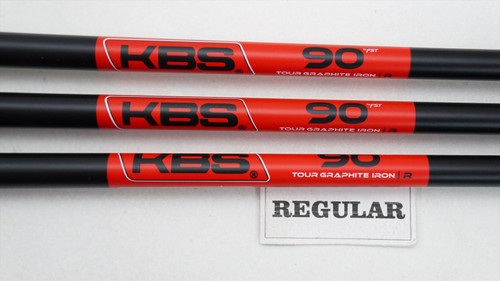 KBS® 90
TOUR GRAPHITE IRON | R
KBS® 90
TOUR GRAPHITE IRON | R
KBS® 90
TOUR GRAPHITE IRON | R
REGULAR